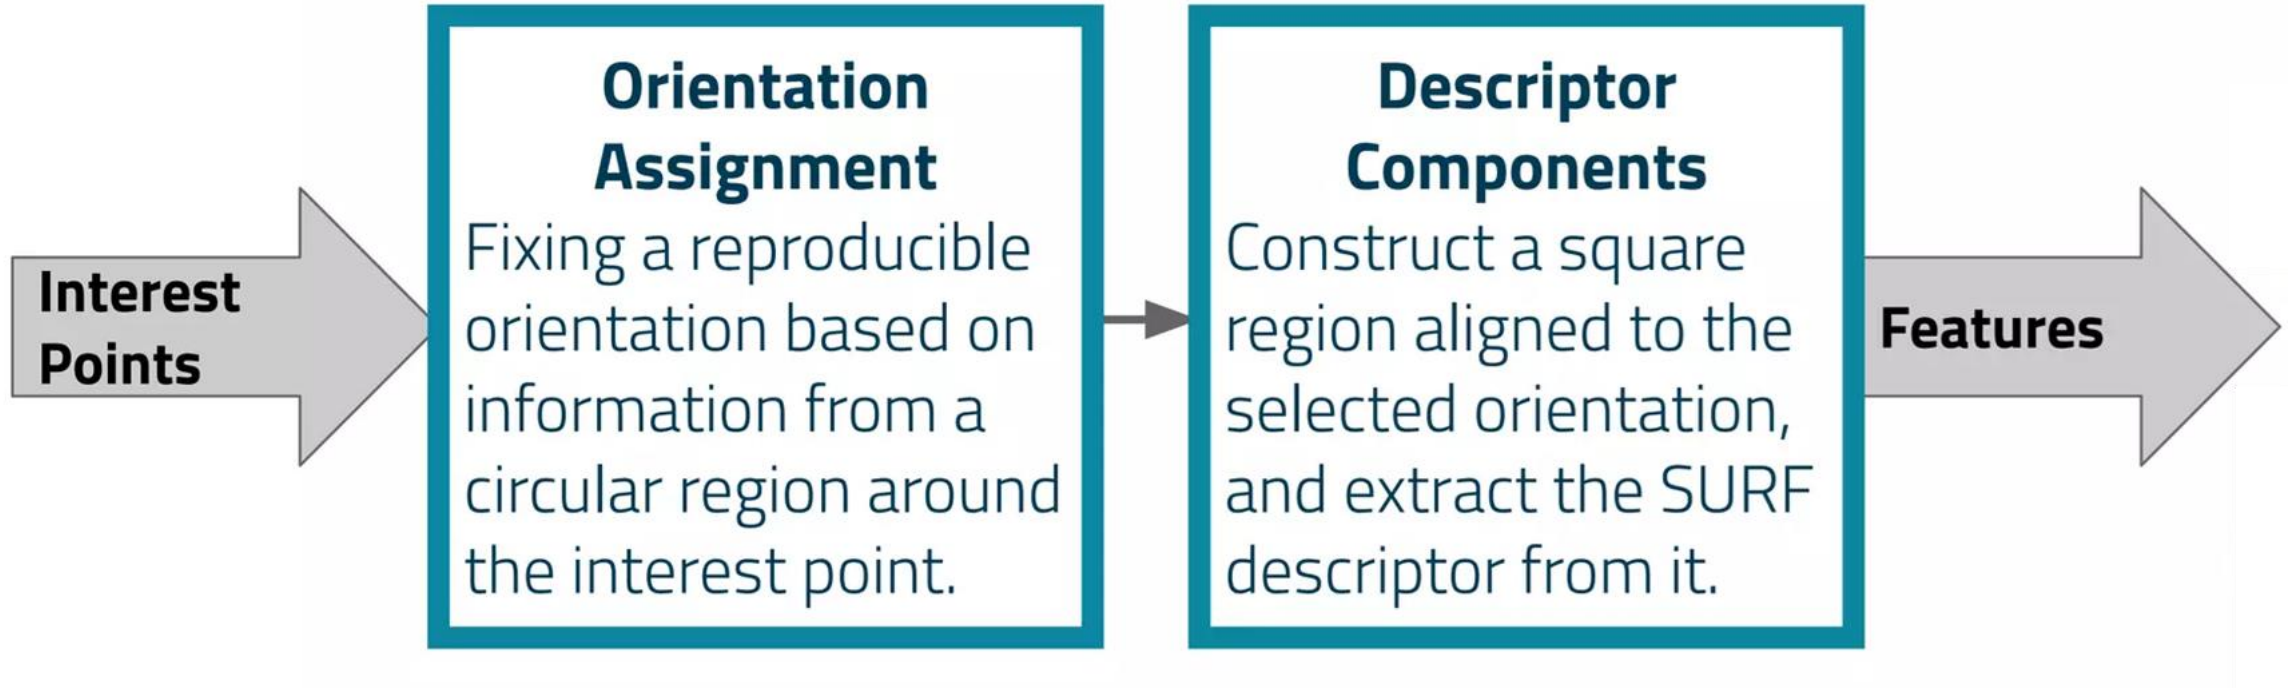 Interest
Points
Orientation
Assignment
Fixing a reproducible
orientation based on
information from a
circular region around
the interest point.
Descriptor
Components
Construct a square
region aligned to the
selected orientation,
and extract the SURF
descriptor from it.
Features